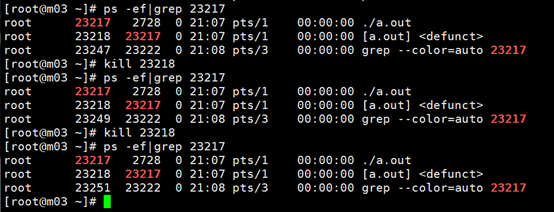 [root@m03 ~]# ps -ef|grep 23217
root 23217 2728 0 21:07 pts/1 00:00:00 ./a.out
root 23218 23217 0 21:07 pts/1 00:00:00 [a.out] <defunct>
root 23247 23222 0 21:08 pts/3 00:00:00 grep --color=auto 23217
[root@m03 ~]# kill 23218
[root@m03 ~]# ps -ef|grep 23217
root 23217 2728 0 21:07 pts/1 00:00:00 ./a.out
root 23218 23217 0 21:07 pts/1 00:00:00 [a.out] <defunct>
root 23249 23222 0 21:08 pts/3 00:00:00 grep --color=auto 23217
[root@m03 ~]# kill 23218
[root@m03 ~]# ps -ef|grep 23217
root 23217 2728 0 21:07 pts/1 00:00:00 ./a.out
root 23218 23217 0 21:07 pts/1 00:00:00 [a.out] <defunct>
root 23251 23222 0 21:08 pts/3 00:00:00 grep --color=auto 23217
[root@m03 ~]#